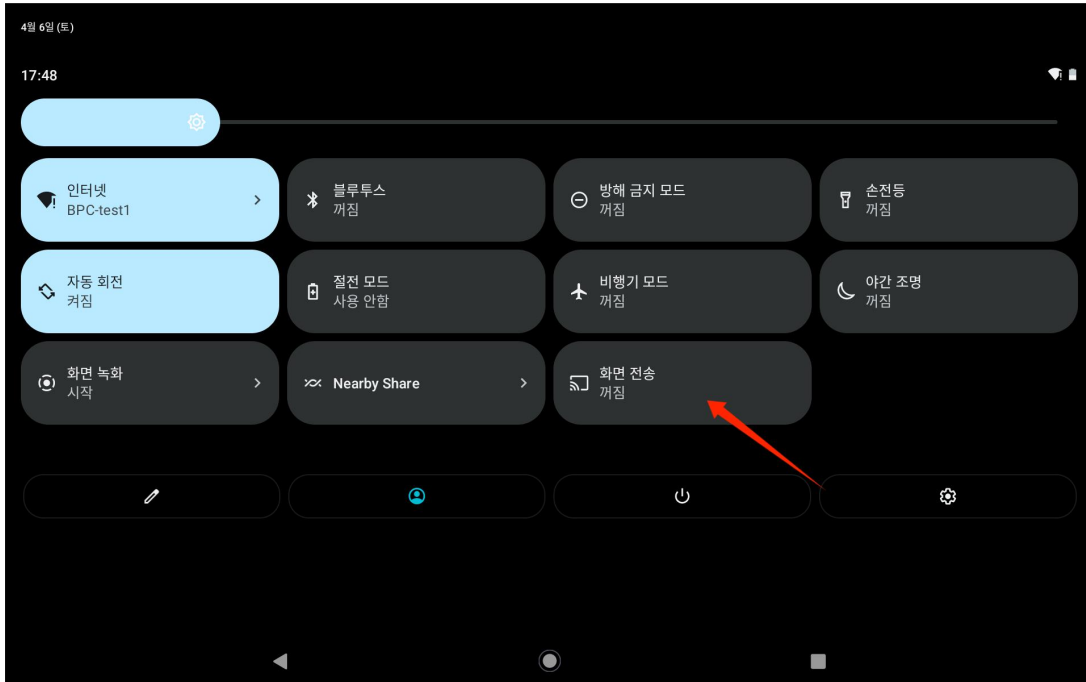 4월 6일 (토)
17:48
인터넷
BPC-test1
블루투스
꺼짐
방해 금지 모드
꺼짐
손전등
꺼짐
자동 회전
켜짐
절전 모드
사용 안함
비행기 모드
꺼짐
야간 조명
꺼짐
화면 녹화
시작
Nearby Share
화면 전송
꺼짐